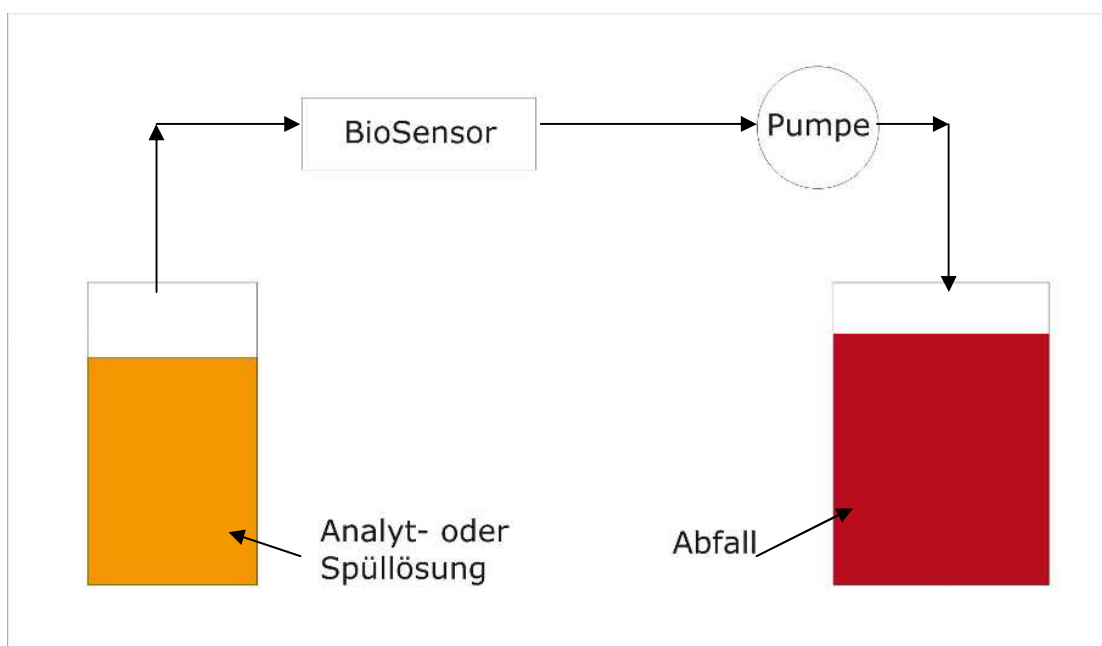 BioSensor
Pumpe
Analyt- oder
Spüllösung
Abfall